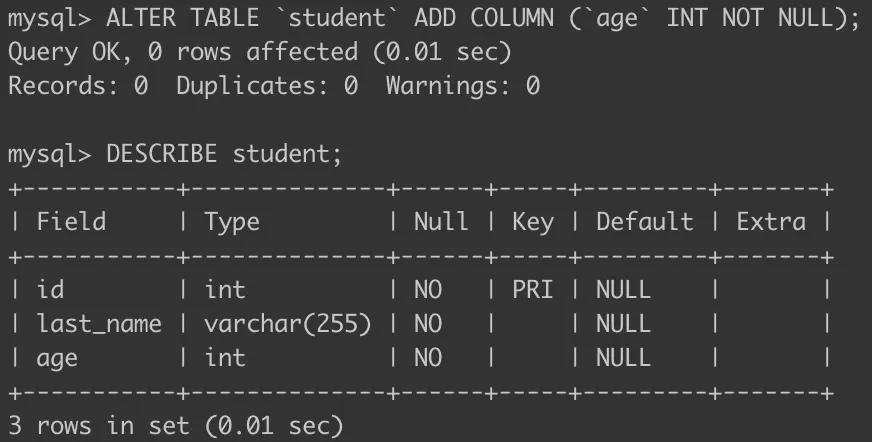 mysql> ALTER TABLE `student` ADD COLUMN (`age` INT NOT NULL);
Query OK, 0 rows affected (0.01 sec)
Records: 0  Duplicates: 0  Warnings: 0

mysql> DESCRIBE student;
+-----------+--------------+------+-----+---------+-------+
| Field     | Type         | Null | Key | Default | Extra |
+-----------+--------------+------+-----+---------+-------+
| id        | int          | NO   | PRI | NULL    |       |
| last_name | varchar(255) | NO   |     | NULL    |       |
| age       | int          | NO   |     | NULL    |       |
+-----------+--------------+------+-----+---------+-------+
3 rows in set (0.01 sec)